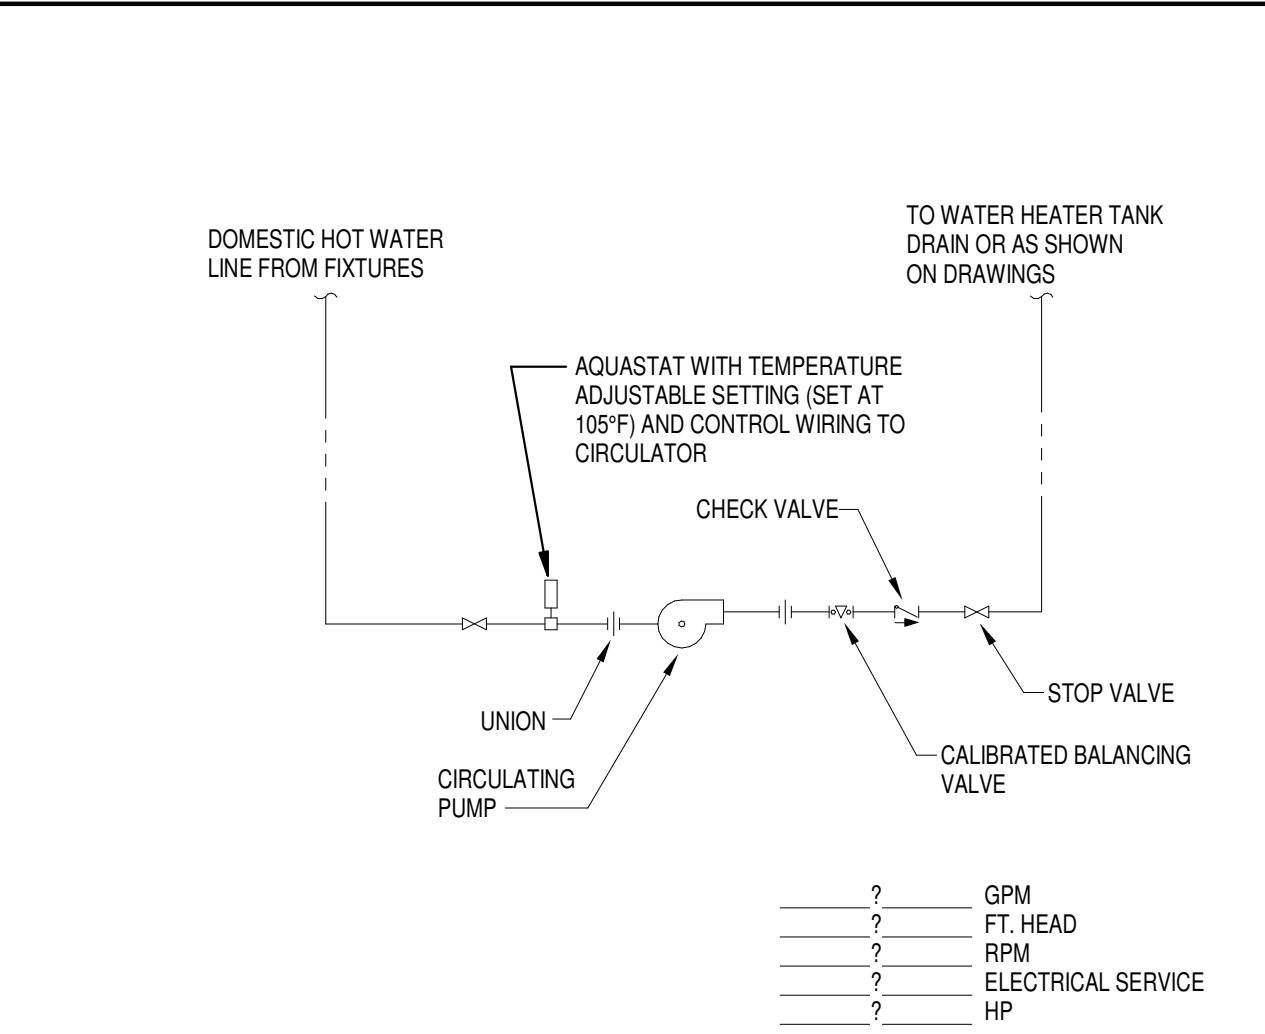 TO WATER HEATER TANK
DRAIN OR AS SHOWN
ON DRAWINGS
DOMESTIC HOT WATER
LINE FROM FIXTURES
AQUASTAT WITH TEMPERATURE
ADJUSTABLE SETTING (SET AT
105°F) AND CONTROL WIRING TO
CIRCULATOR
CHECK VALVE
STOP VALVE
UNION
CALIBRATED BALANCING
VALVE
CIRCULATING
PUMP
? GPM
? FT. HEAD
? RPM
? ELECTRICAL SERVICE
? HP